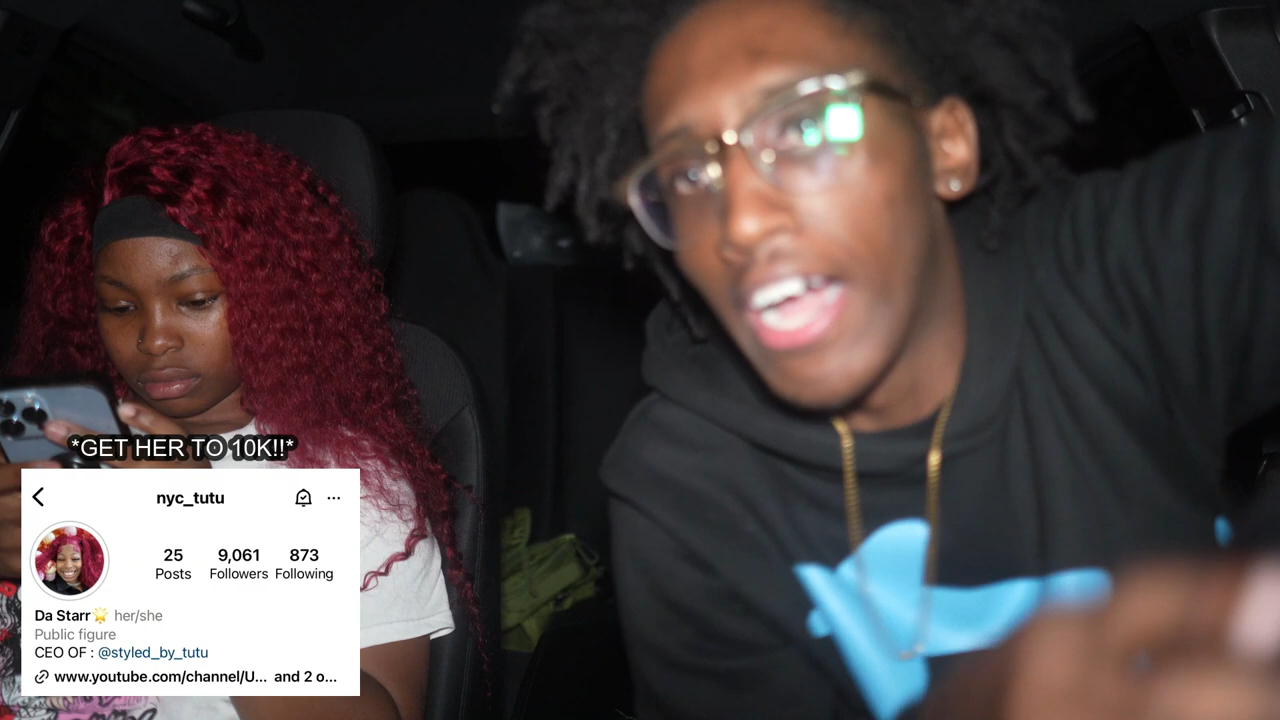 *GET HER TO 10K!!*
nyc_tutu
25 9,061 873
Posts Followers Following
Da Starr🌟 her/she
Public figure
CEO OF : @styled_by_tutu
www.youtube.com/channel/U... and 2 o...